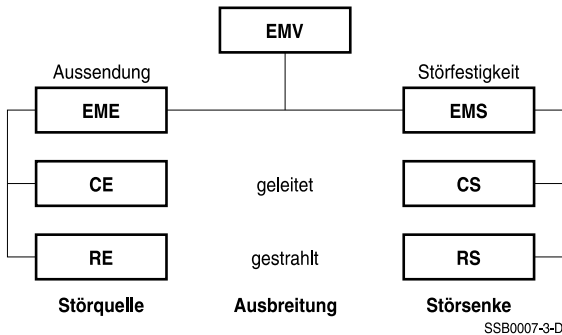 EMV
Aussendung
Störfestigkeit
EME
EMS
CE
geleitet
CS
RE
gestrahlt
RS
Störquelle
Ausbreitung
Störsenke
SSB0007-3-D